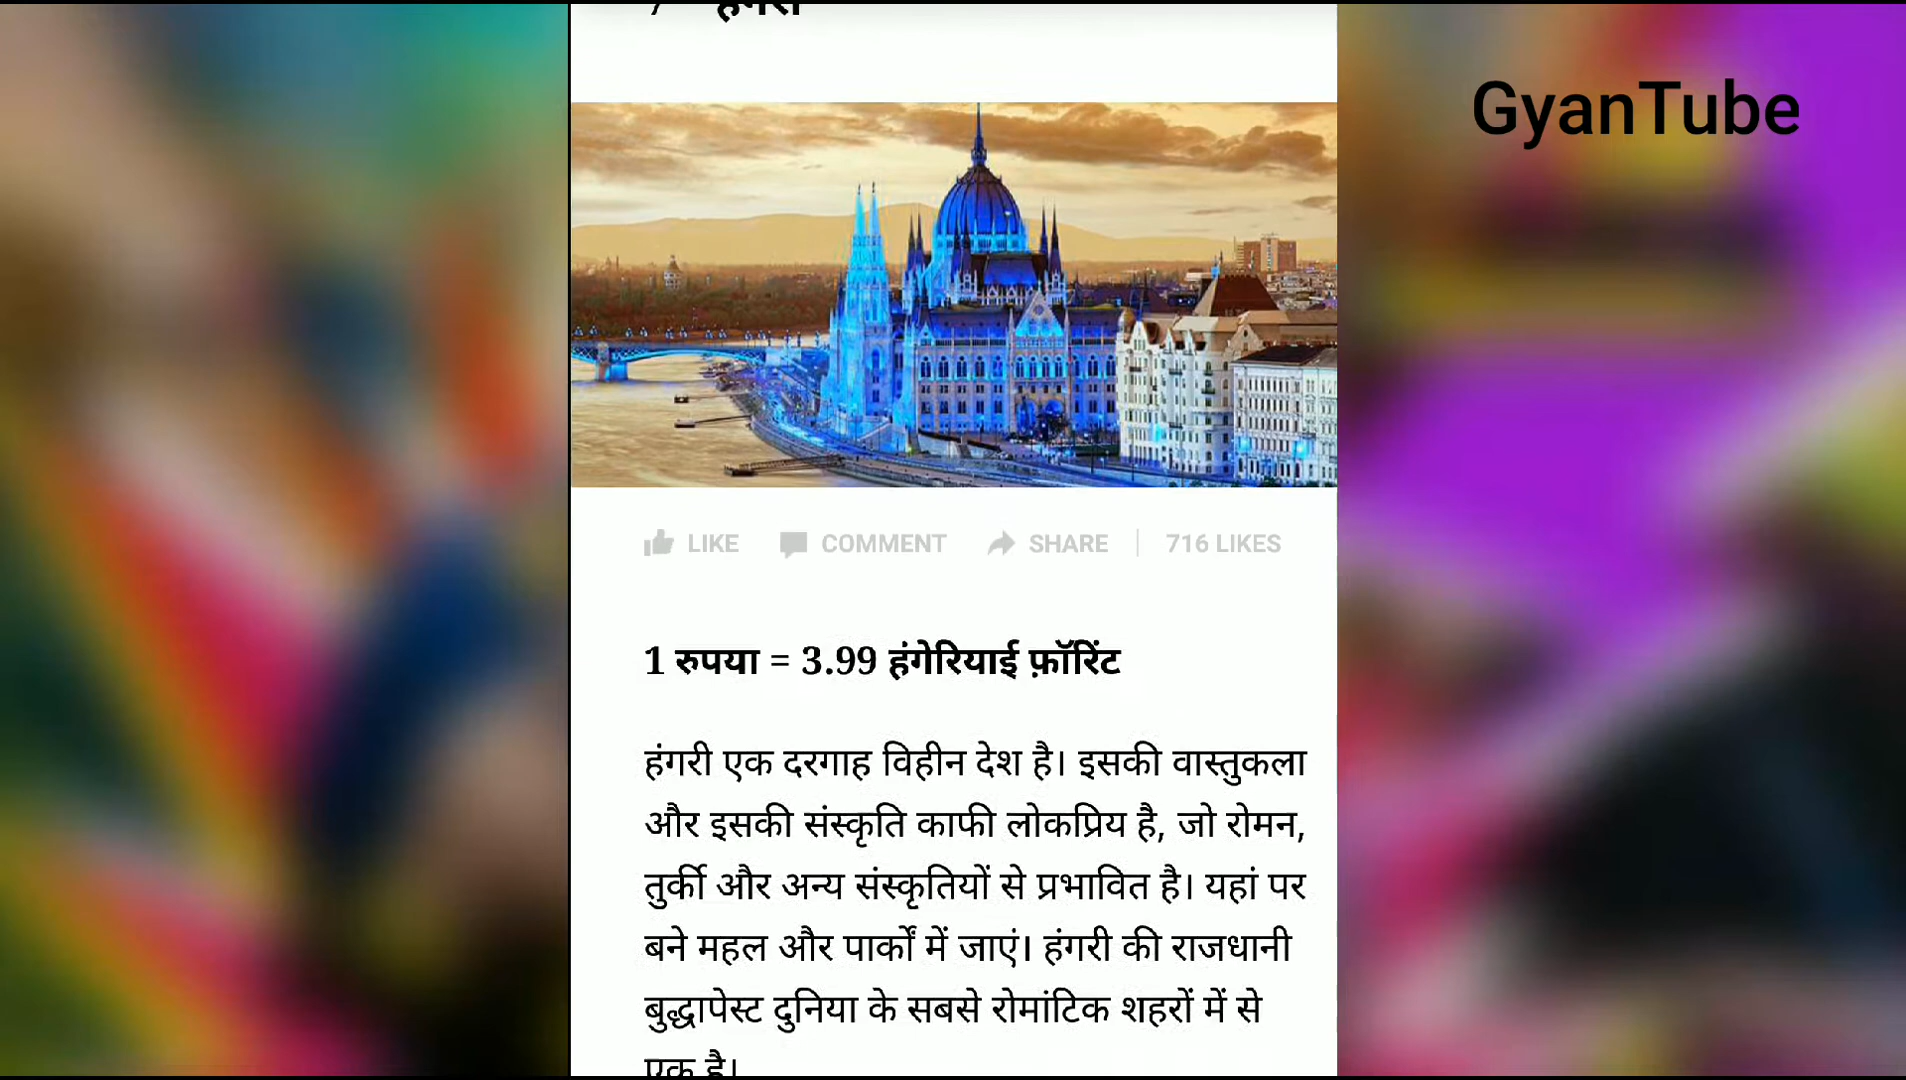 हंगरी
GyanTube
LIKE COMMENT SHARE 716 LIKES
1 रुपया = 3.99 हंगेरियाई फ़ॉरिंट
हंगरी एक दरगाह विहीन देश है। इसकी वास्तुकला
और इसकी संस्कृति काफी लोकप्रिय है, जो रोमन,
तुर्की और अन्य संस्कृतियों से प्रभावित है। यहां पर
बने महल और पार्कों में जाएं। हंगरी की राजधानी
बुद्धापेस्ट दुनिया के सबसे रोमांटिक शहरों में से
एक है।